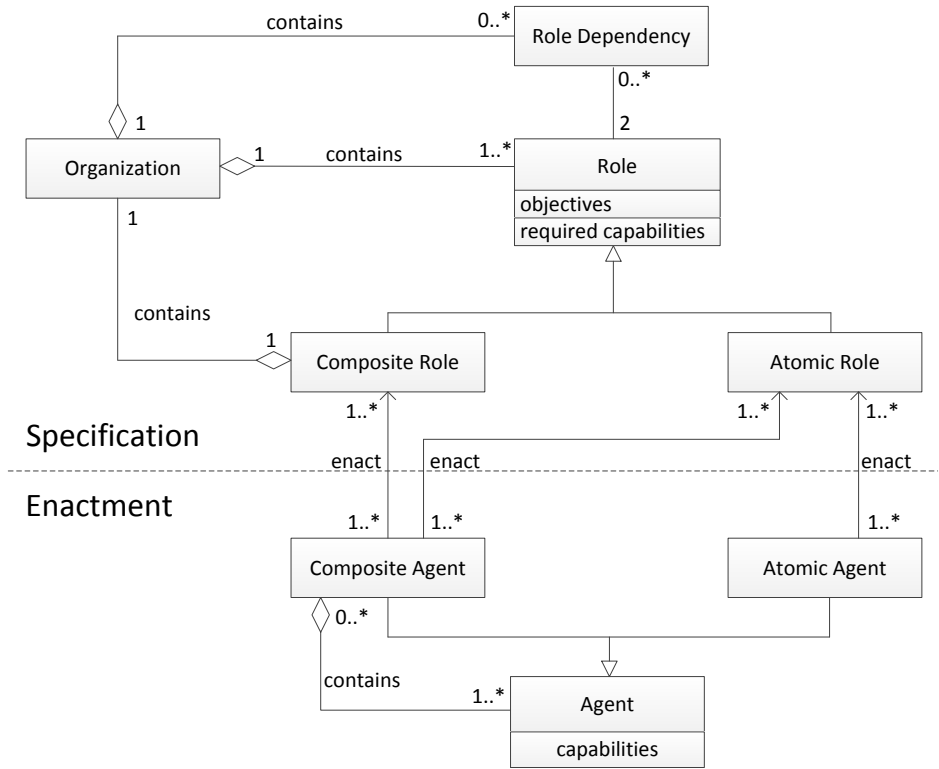 contains
0..*
Role Dependency
0..*
1
2
Organization
1
contains
1..*
Role
objectives
required capabilities
1
contains
1
Composite Role
Atomic Role
1..*
1..*
1..*
Specification
enact
enact
enact
Enactment
1..*
1..*
1..*
Composite Agent
Atomic Agent
0..*
contains
1..*
Agent
capabilities